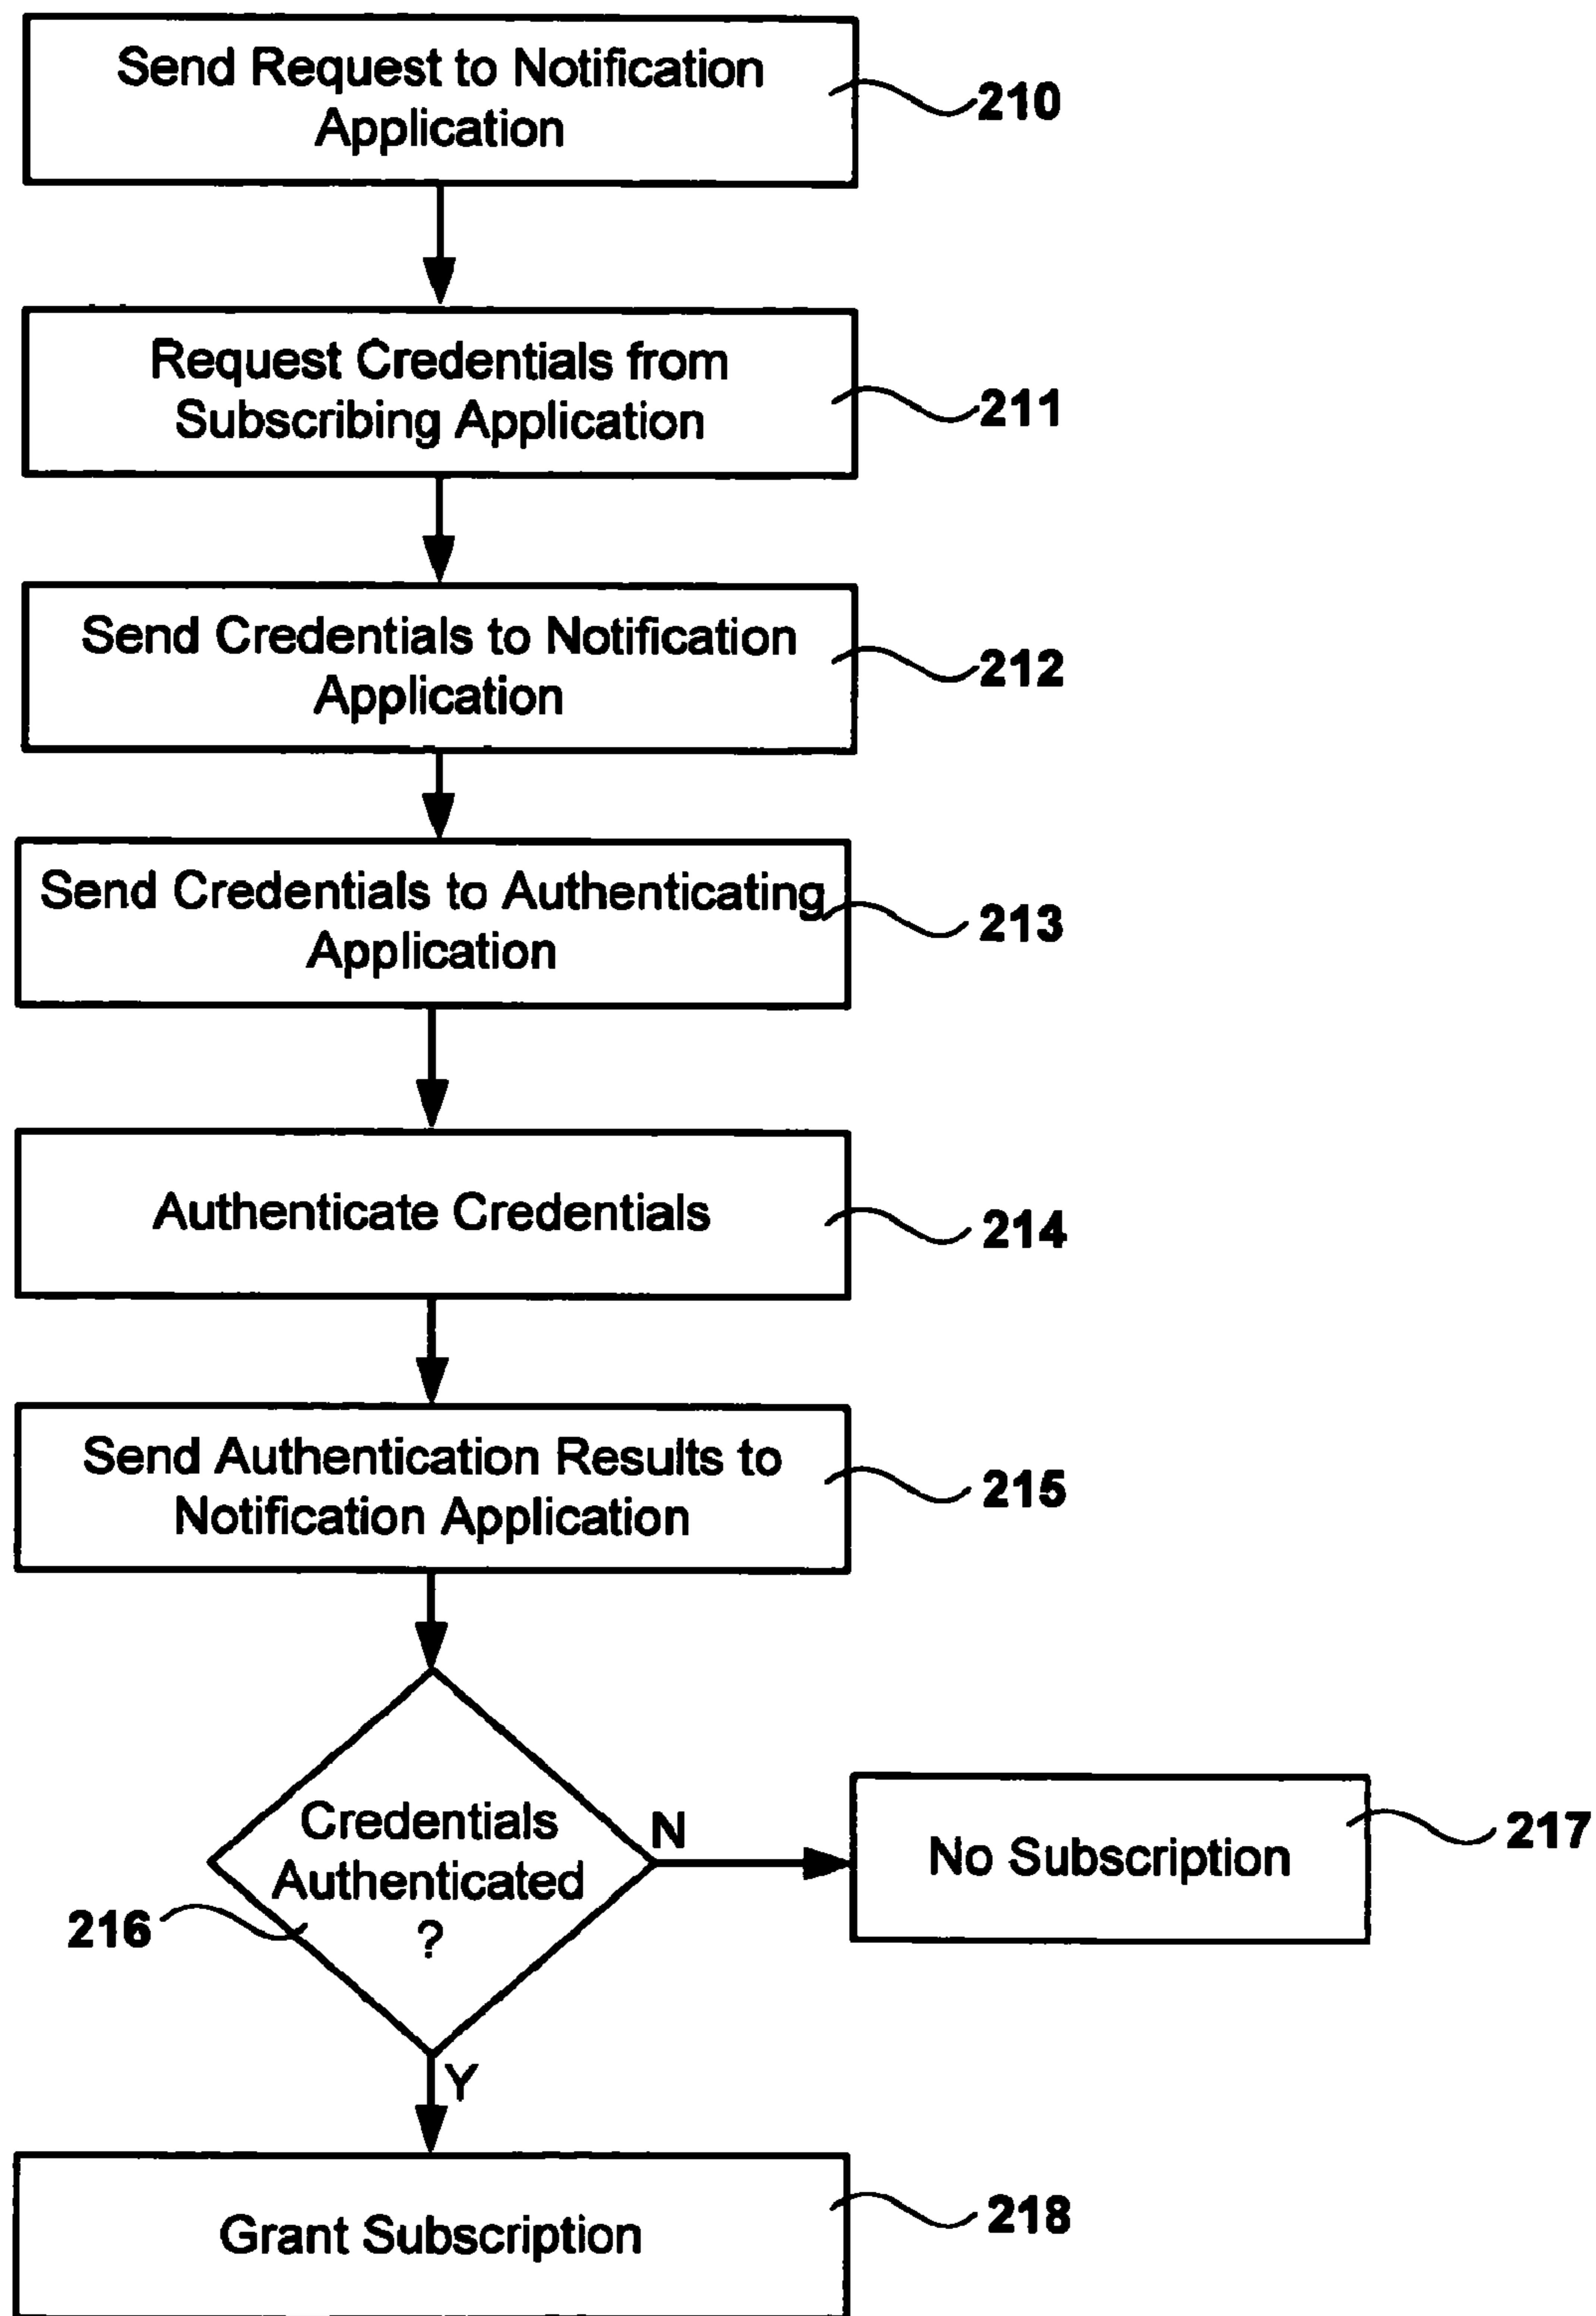 Send Request to Notification
Application
210
Request Credentials from
Subscribing Application
211
Send Credentials to Notification
Application
212
Send Credentials to Authenticating
Application
213
Authenticate Credentials
214
Send Authentication Results to
Notification Application
215
Credentials
Authenticated
?
216
N
No Subscription
217
Y
Grant Subscription
218